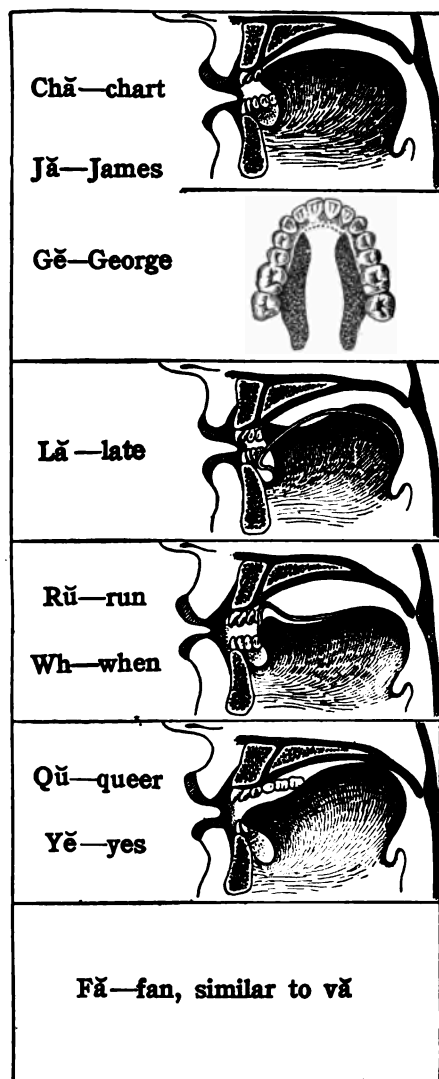 Chă—chart
Jă—James
Gĕ—George
Lă—late
Rŭ—run
Wh—when
Qŭ—queer
Yĕ—yes
Fă—fan, similar to vă